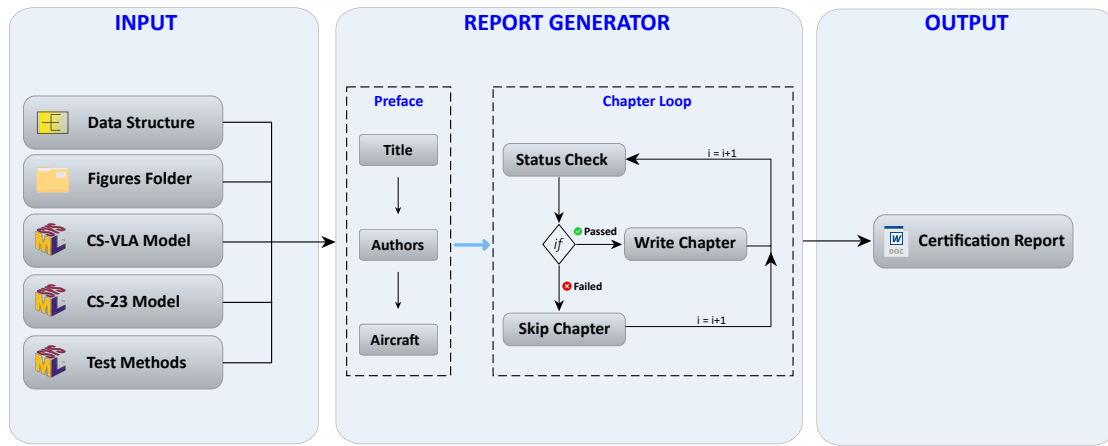 INPUT
Data Structure
Figures Folder
CS-VLA Model
CS-23 Model
Test Methods
REPORT GENERATOR
Preface
Title
Authors
Aircraft
Chapter Loop
Status Check
i = i+1
if
Passed
Write Chapter
Failed
Skip Chapter
i = i+1
OUTPUT
W
DOC
Certification Report